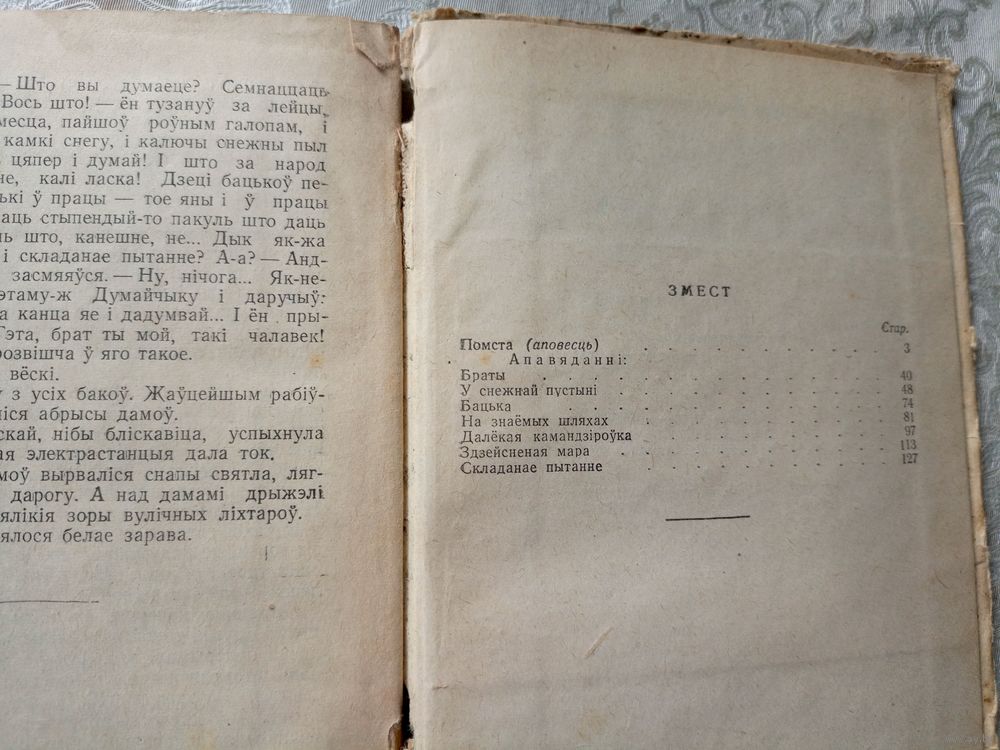 — Што вы думаеце? Семнаццаць
Вось што! — ён тузануў за лейцы,
месца, пайшоў роўным галопам, і
камкі снегу, і калючы снежны пыл
цяпер і думай! І што за народ
не, калі ласка! Дзеці бацькоў пе-
ькі ў працы — тое яны і ў працы
аць стыпендый-то пакуль што даць
ль што, канешне, не... Дык як-жа
і складанае пытанне? А-а? — Анд-
засмяяўся. — Ну, нічога... Як-не-
этаму-ж Думайчыку і даручыў:
а канца яе і дадумвай... І ён пры-
Гэта, брат ты мой, такі чалавек!
розвішча ў яго такое.
вёскі.
у з усіх бакоў. Жаўцейшым рабіў-
ліся абрысы дамоў.
скай, нібы бліскавіца, успыхнула
ая электрастанцыя дала ток.
моў вырваліся снапы святла, ляг-
дарогу. А над дамамі дрыжэлі
ялікія зоры вулічных ліхтароў.
ялося белае зарава.
ЗМЕСТ
Стар.
Помста (аповесць) . . . . . . . . . 3
Апавяданні:
Браты . . . . . . . . . . . 40
У снежнай пустыні . . . . . . . . . 48
Бацька . . . . . . . . . . 74
На знаёмых шляхах . . . . . . . . . 81
Далёкая камандзіроўка . . . . . . . . 97
Здзейсненая мара . . . . . . . . . 113
Складанае пытанне . . . . . . . . . 127